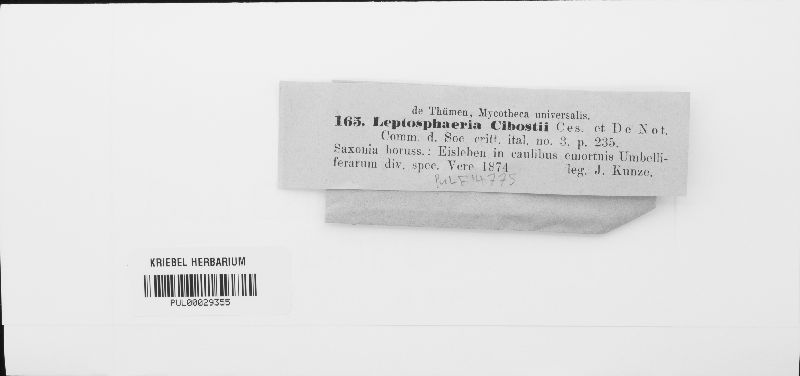 de Thümen, Mycotheca universalis.
165. Leptosphaeria Cibostii Ces. et De Not.
Comm. d. Soc. critt. ital. no. 3. p. 235.
Saxonia boruss.: Eisleben in caulibus emortuis Umbelli-
ferarum div. spec. Vere 1874 leg. J. Kunze.
PUL F14775
KRIEBEL HERBARIUM
PUL00029355